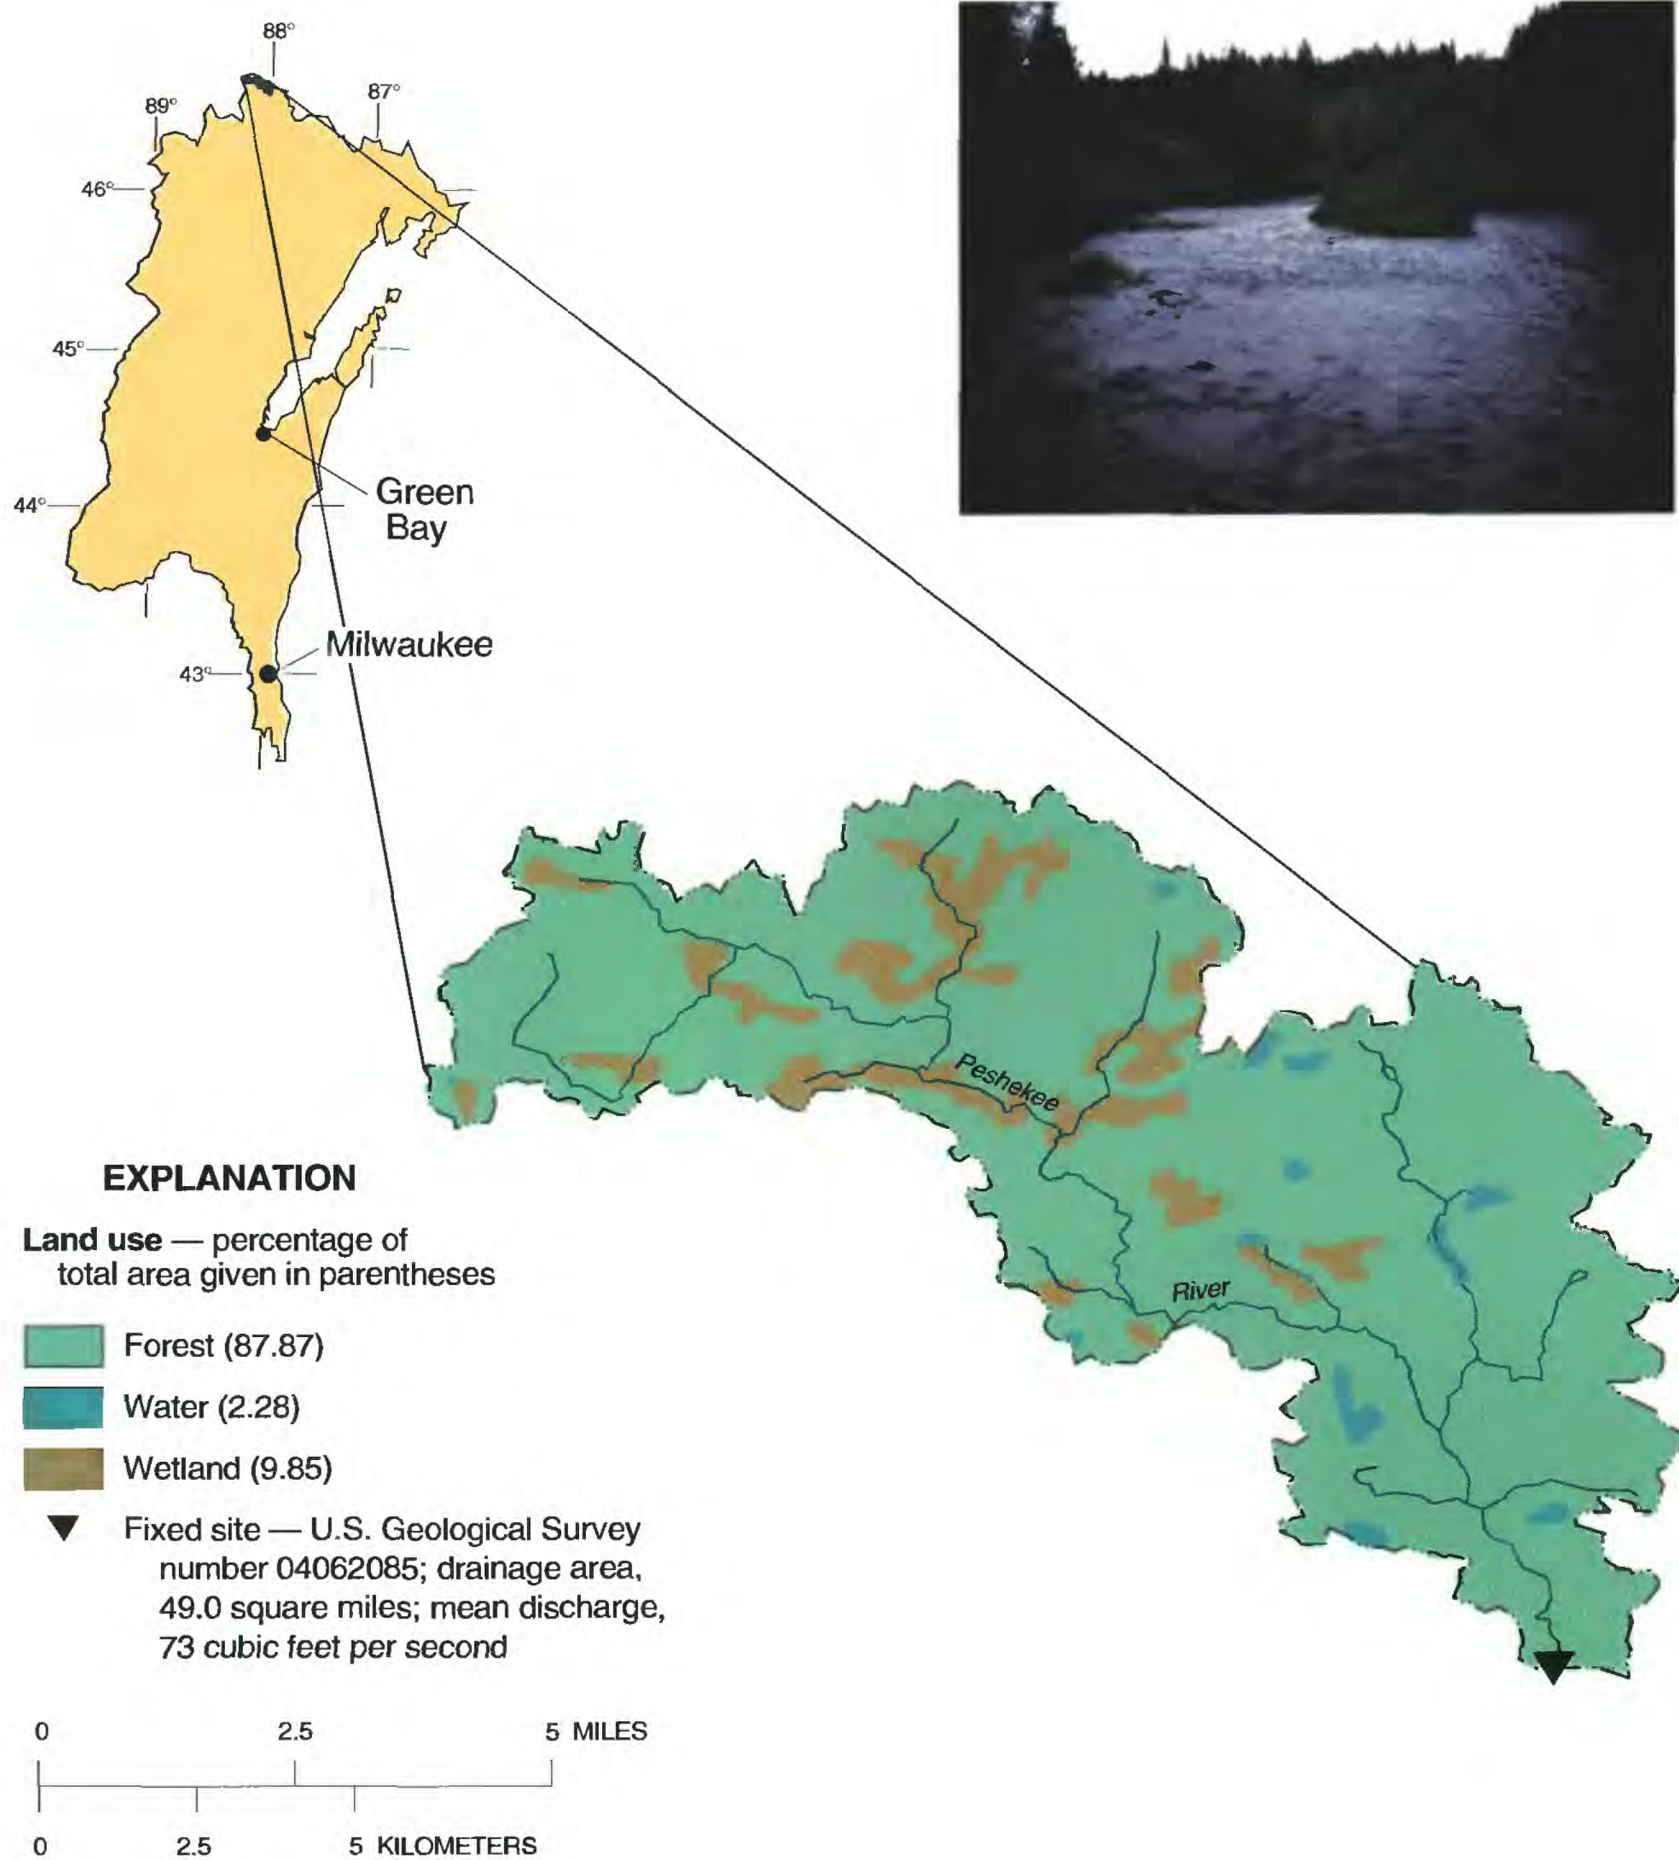 88°
89°
87°
46°
45°
44°
Green
Bay
Milwaukee
43°
Peshekee
River
EXPLANATION
Land use — percentage of
total area given in parentheses
Forest (87.87)
Water (2.28)
Wetland (9.85)
Fixed site — U.S. Geological Survey
number 04062085; drainage area,
49.0 square miles; mean discharge,
73 cubic feet per second
0 2.5 5 MILES
0 2.5 5 KILOMETERS